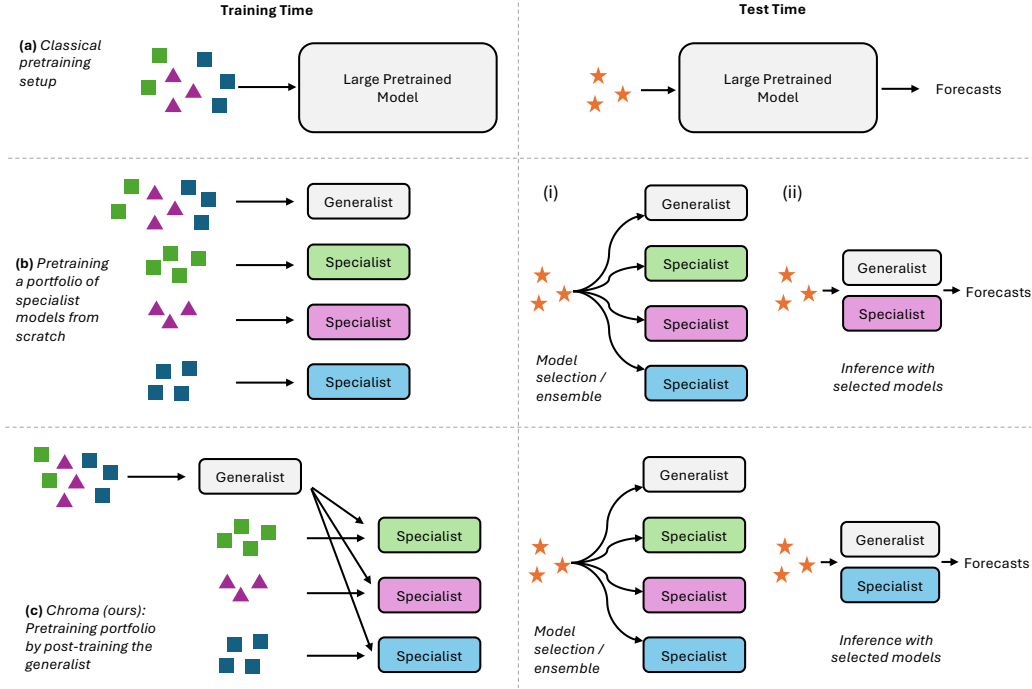 Training Time
Test Time
(a) Classical
pretraining
setup
Large Pretrained
Model
Large Pretrained
Model
Forecasts
(b) Pretraining
a portfolio of
specialist
models from
scratch
Generalist
Specialist
Specialist
Specialist
(i)
Generalist
Specialist
Specialist
Specialist
Model
selection /
ensemble
(ii)
Generalist
Specialist
Forecasts
Inference with
selected models
(c) Chroma (ours):
Pretraining portfolio
by post-training the
generalist
Generalist
Specialist
Specialist
Specialist
Generalist
Specialist
Specialist
Specialist
Model
selection /
ensemble
Generalist
Specialist
Forecasts
Inference with
selected models